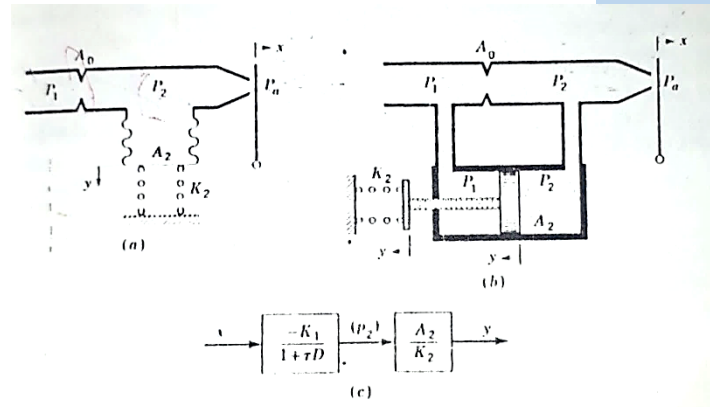 A₀
x
P₁
P₂
Pₐ
A₂
y
K₂
(a)
A₀
x
P₁
P₂
Pₐ
K₂
P₁
P₂
A₂
y
y
(b)
-K₁
1 + τD
(p₂)
A₂
K₂
y
(c)